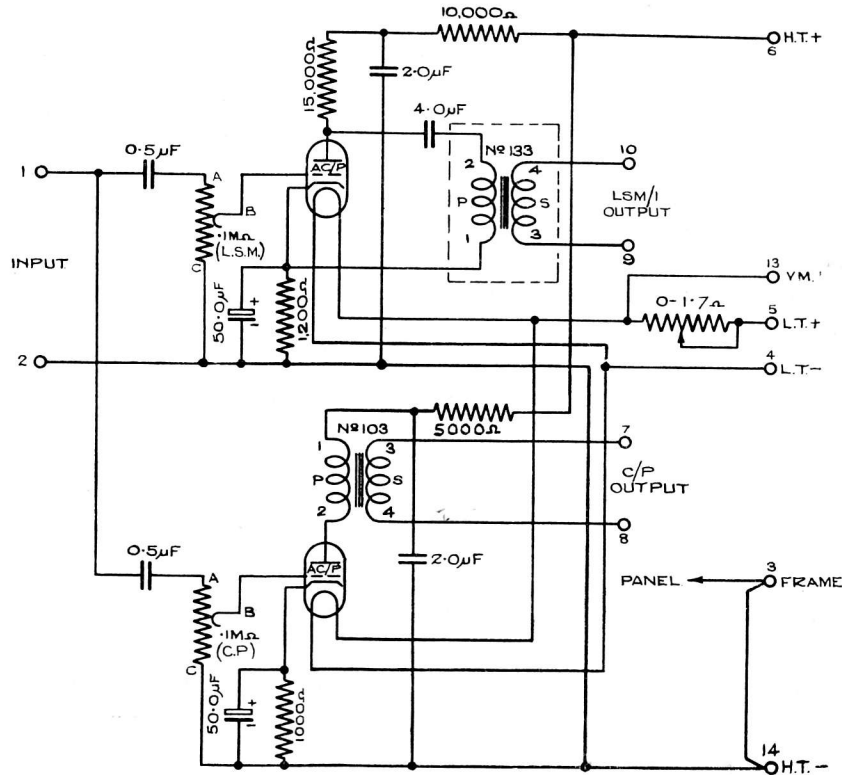 10,000Ω
H.T.+
6
15,000Ω
2·0µF
4·0µF
0·5µF
AC/P
Nº 133
10
1
A
2
4
B
P
S
LSM/1
OUTPUT
·1MΩ
(L.S.M.)
1
3
9
INPUT
C
13
V.M.
50·0µF
+
1,200Ω
0-1·7Ω
5
L.T.+
2
4
L.T.-
5000Ω
Nº 103
7
1
3
P
S
C/P
OUTPUT
2
4
8
0·5µF
AC/P
2·0µF
3
A
PANEL
FRAME
B
·1MΩ
(C.P)
C
50·0µF
+
1000Ω
14
H.T.-